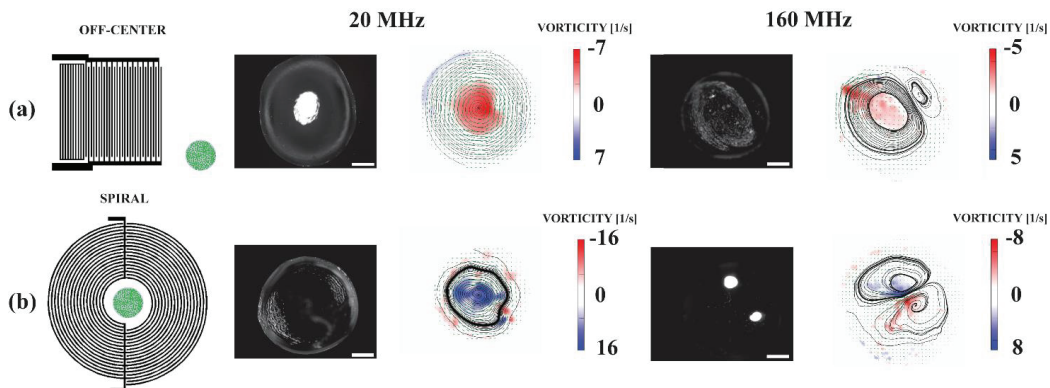 20 MHz
160 MHz
OFF-CENTER
VORTICITY [1/s]
VORTICITY [1/s]
(a)
-7
0
7
-5
0
5
SPIRAL
VORTICITY [1/s]
VORTICITY [1/s]
(b)
-16
0
16
-8
0
8